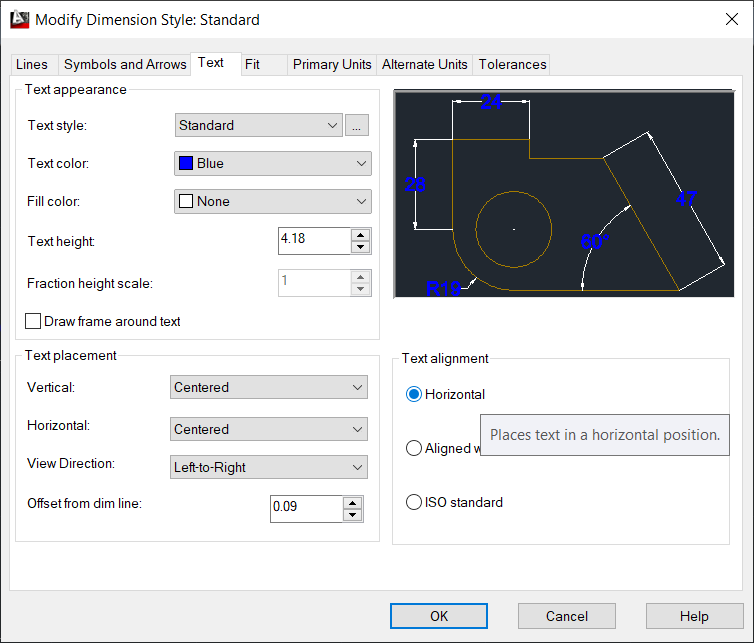 Modify Dimension Style: Standard
Lines
Symbols and Arrows
Text
Fit
Primary Units
Alternate Units
Tolerances
Text appearance
Text style:
Standard
...
Text color:
Blue
Fill color:
None
Text height:
4.18
Fraction height scale:
1
Draw frame around text
24
28
47
60°
R19
Text placement
Vertical:
Centered
Horizontal:
Centered
View Direction:
Left-to-Right
Offset from dim line:
0.09
Text alignment
Horizontal
Places text in a horizontal position.
Aligned
ISO standard
OK
Cancel
Help